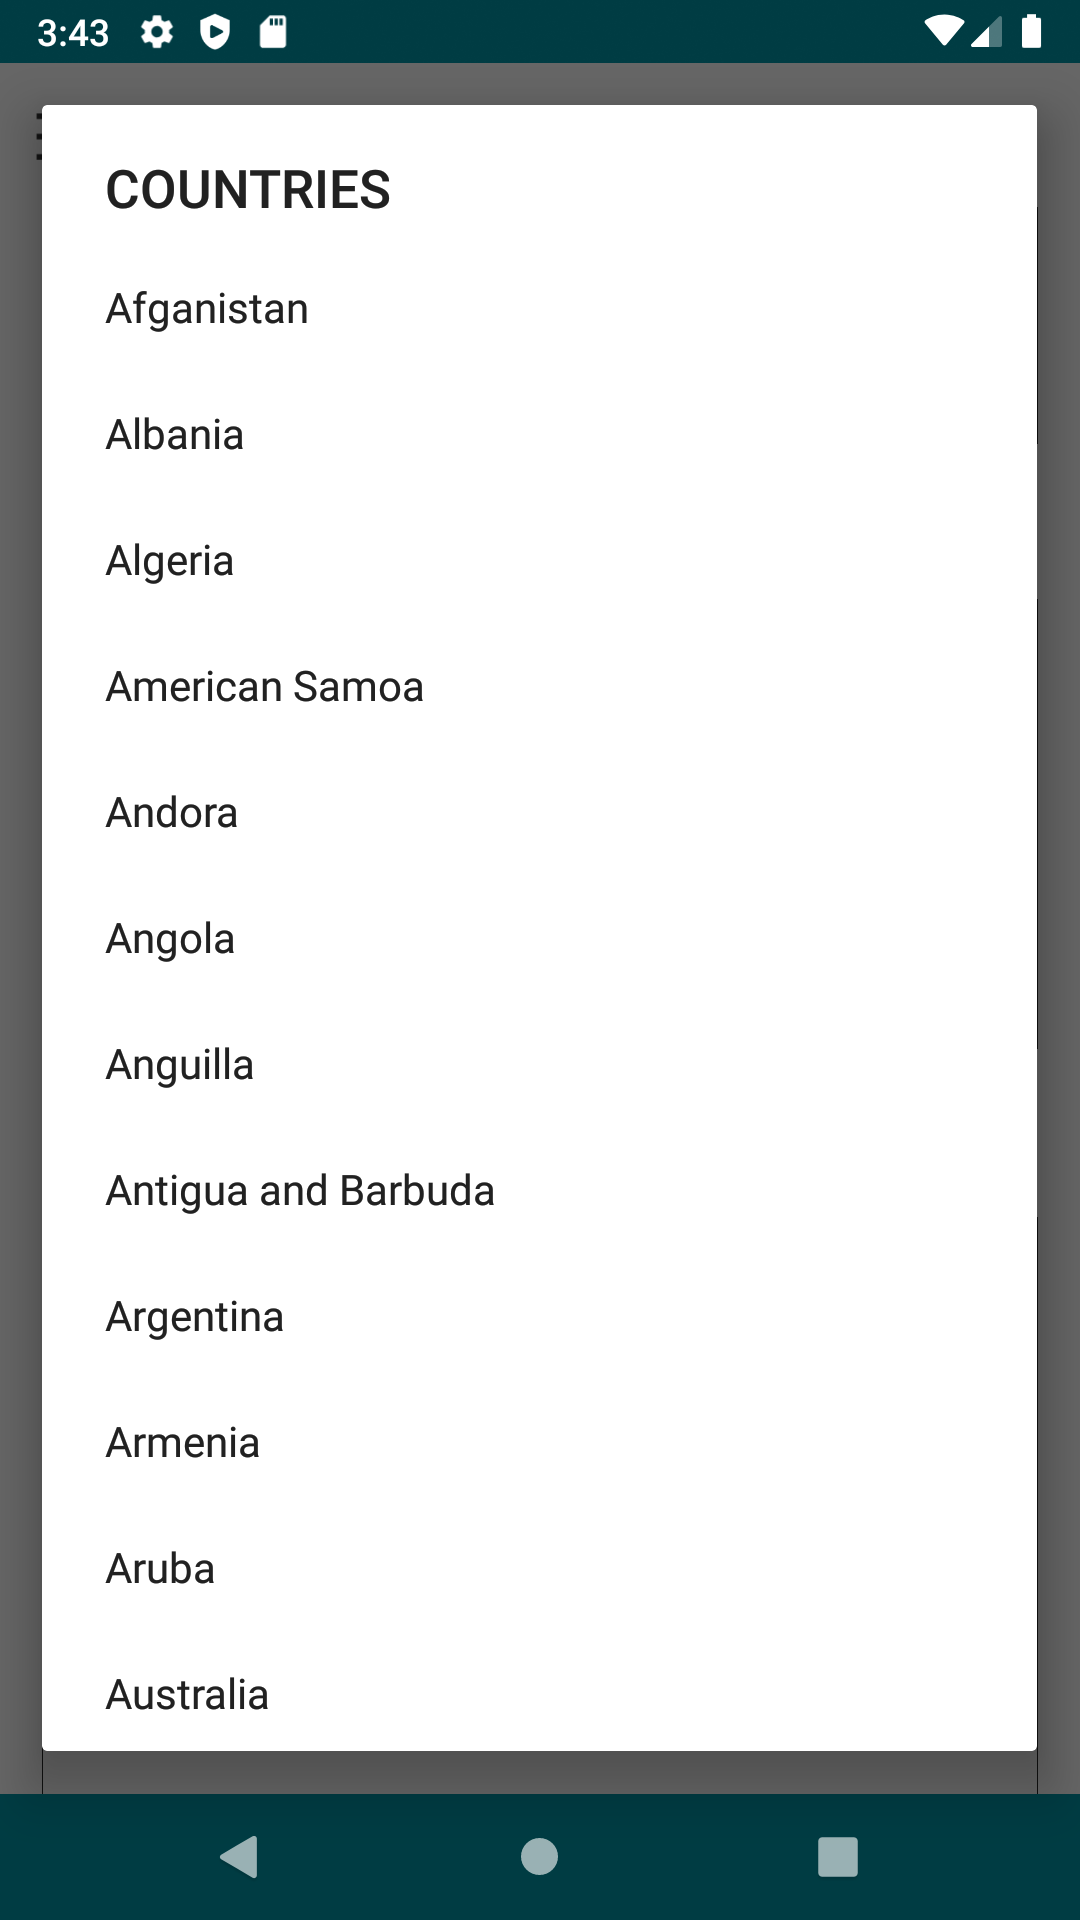 3:43
COUNTRIES
Afganistan
Albania
Algeria
American Samoa
Andora
Angola
Anguilla
Antigua and Barbuda
Argentina
Armenia
Aruba
Australia